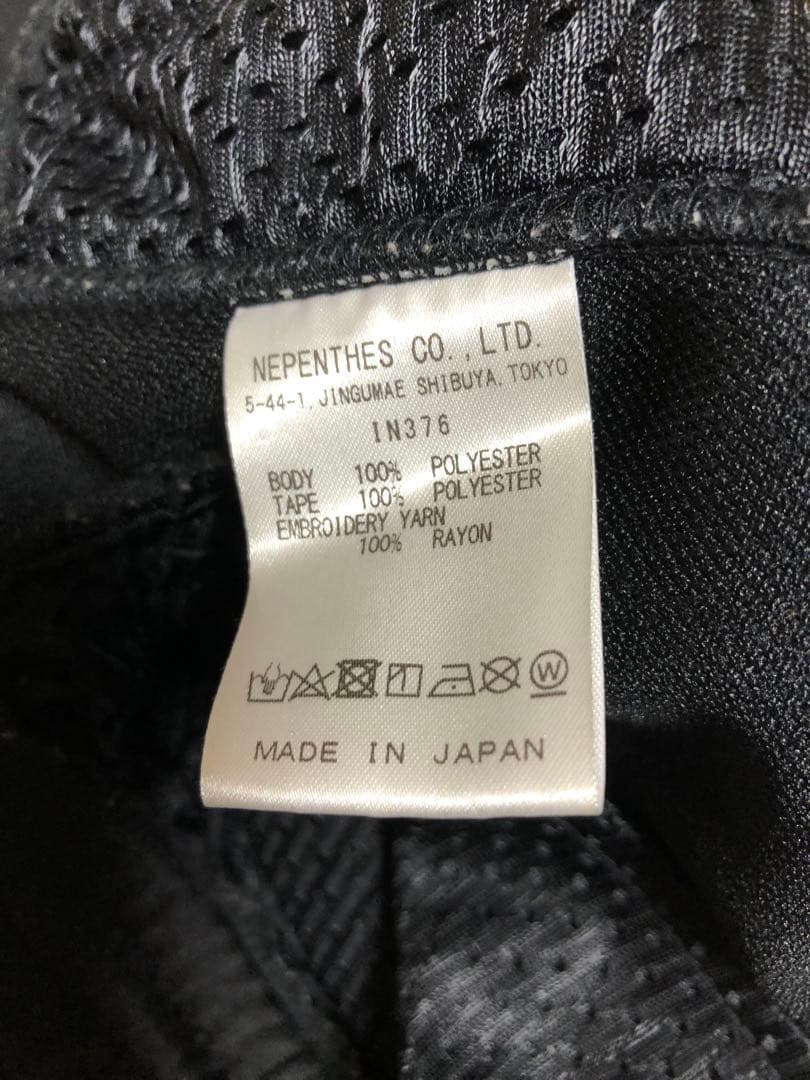 NEPENTHES CO., LTD.
5-44-1, JINGUMAE SHIBUYA, TOKYO
IN376
BODY 100% POLYESTER
TAPE 100% POLYESTER
EMBROIDERY YARN
100% RAYON
W
MADE IN JAPAN